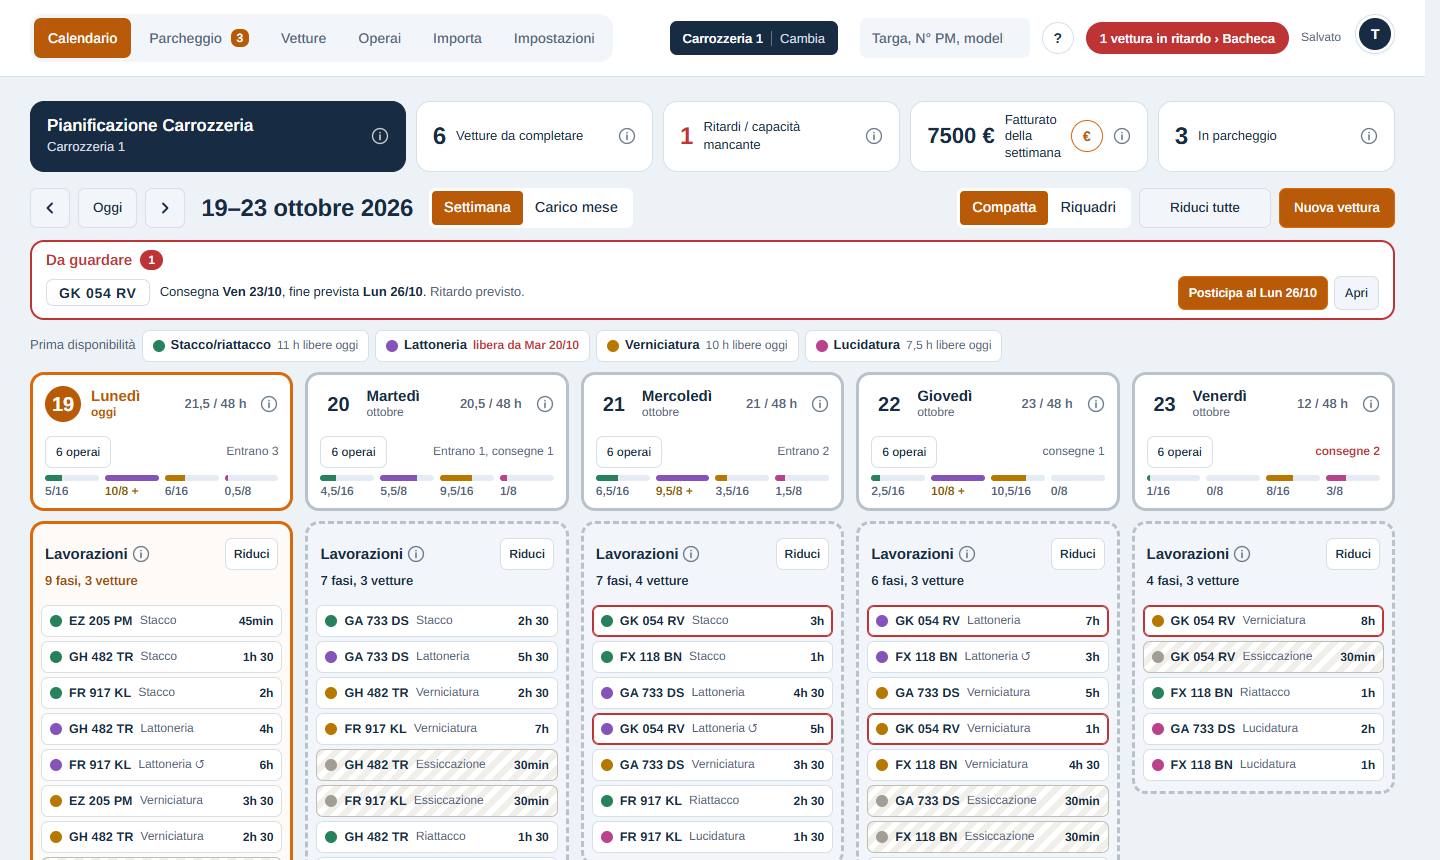 Calendario Parcheggio 3 Vetture Operai Importa Impostazioni Carrozzeria 1 Cambia Targa, N° PM, model ? 1 vettura in ritardo › Bacheca Salvato T
Pianificazione Carrozzeria
Carrozzeria 1
6 Vetture da completare
1 Ritardi / capacità
mancante
7500 € Fatturato
della
settimana
€
3 In parcheggio
Oggi 19–23 ottobre 2026 Settimana Carico mese Compatta Riquadri Riduci tutte Nuova vettura
Da guardare 1
GK 054 RV Consegna Ven 23/10, fine prevista Lun 26/10. Ritardo previsto. Posticipa al Lun 26/10 Apri
Prima disponibilità Stacco/riattacco 11 h libere oggi Lattoneria libera da Mar 20/10 Verniciatura 10 h libere oggi Lucidatura 7,5 h libere oggi
19 Lunedì
oggi
21,5 / 48 h
6 operai Entrano 3
5/16 10/8 + 6/16 0,5/8
20 Martedì
ottobre
20,5 / 48 h
6 operai Entrano 1, consegne 1
4,5/16 5,5/8 9,5/16 1/8
21 Mercoledì
ottobre
21 / 48 h
6 operai Entrano 2
6,5/16 9,5/8 + 3,5/16 1,5/8
22 Giovedì
ottobre
23 / 48 h
6 operai consegne 1
2,5/16 10/8 + 10,5/16 0/8
23 Venerdì
ottobre
12 / 48 h
6 operai consegne 2
1/16 0/8 8/16 3/8
Lavorazioni Riduci
9 fasi, 3 vetture
EZ 205 PM Stacco 45min
GH 482 TR Stacco 1h 30
FR 917 KL Stacco 2h
GH 482 TR Lattoneria 4h
FR 917 KL Lattoneria ↺ 6h
EZ 205 PM Verniciatura 3h 30
GH 482 TR Verniciatura 2h 30
Lavorazioni Riduci
7 fasi, 3 vetture
GA 733 DS Stacco 2h 30
GA 733 DS Lattoneria 5h 30
GH 482 TR Verniciatura 2h 30
FR 917 KL Verniciatura 7h
GH 482 TR Essiccazione 30min
FR 917 KL Essiccazione 30min
GH 482 TR Riattacco 1h 30
Lavorazioni Riduci
7 fasi, 4 vetture
GK 054 RV Stacco 3h
FX 118 BN Stacco 1h
GA 733 DS Lattoneria 4h 30
GK 054 RV Lattoneria ↺ 5h
GA 733 DS Verniciatura 3h 30
FR 917 KL Riattacco 2h 30
FR 917 KL Lucidatura 1h 30
Lavorazioni Riduci
6 fasi, 3 vetture
GK 054 RV Lattoneria 7h
FX 118 BN Lattoneria ↺ 3h
GA 733 DS Verniciatura 5h
GK 054 RV Verniciatura 1h
FX 118 BN Verniciatura 4h 30
GA 733 DS Essiccazione 30min
FX 118 BN Essiccazione 30min
Lavorazioni Riduci
4 fasi, 3 vetture
GK 054 RV Verniciatura 8h
GK 054 RV Essiccazione 30min
FX 118 BN Riattacco 1h
GA 733 DS Lucidatura 2h
FX 118 BN Lucidatura 1h